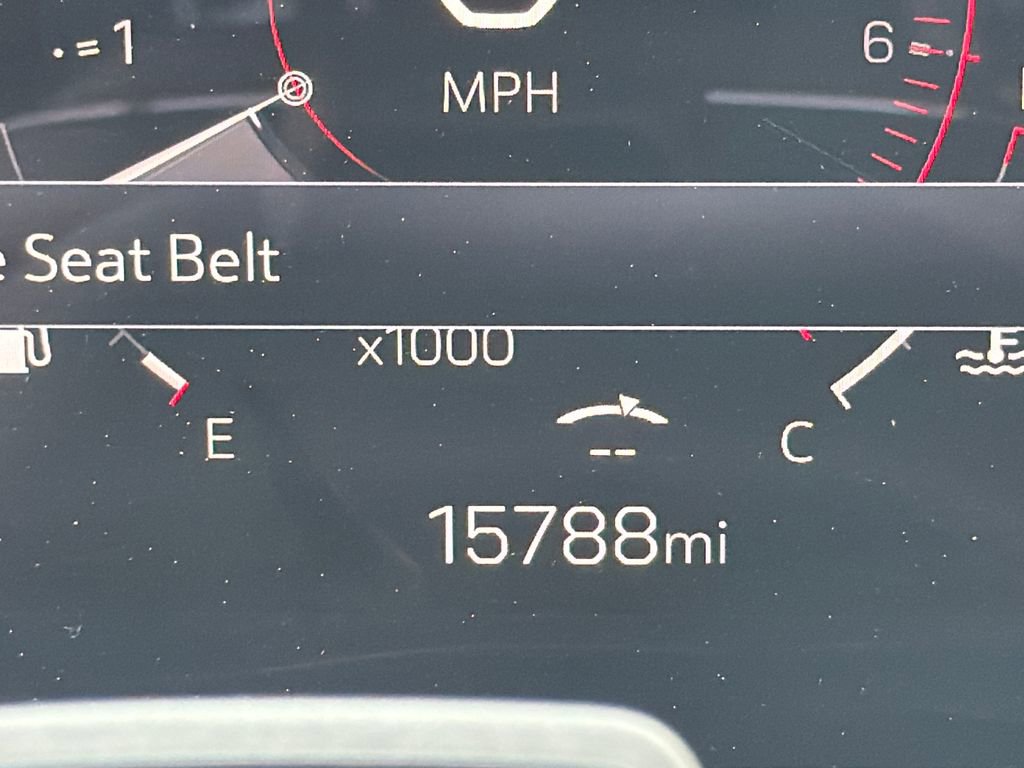 • = 1
6
MPH
Seat Belt
x1000
E
--
C
15788mi